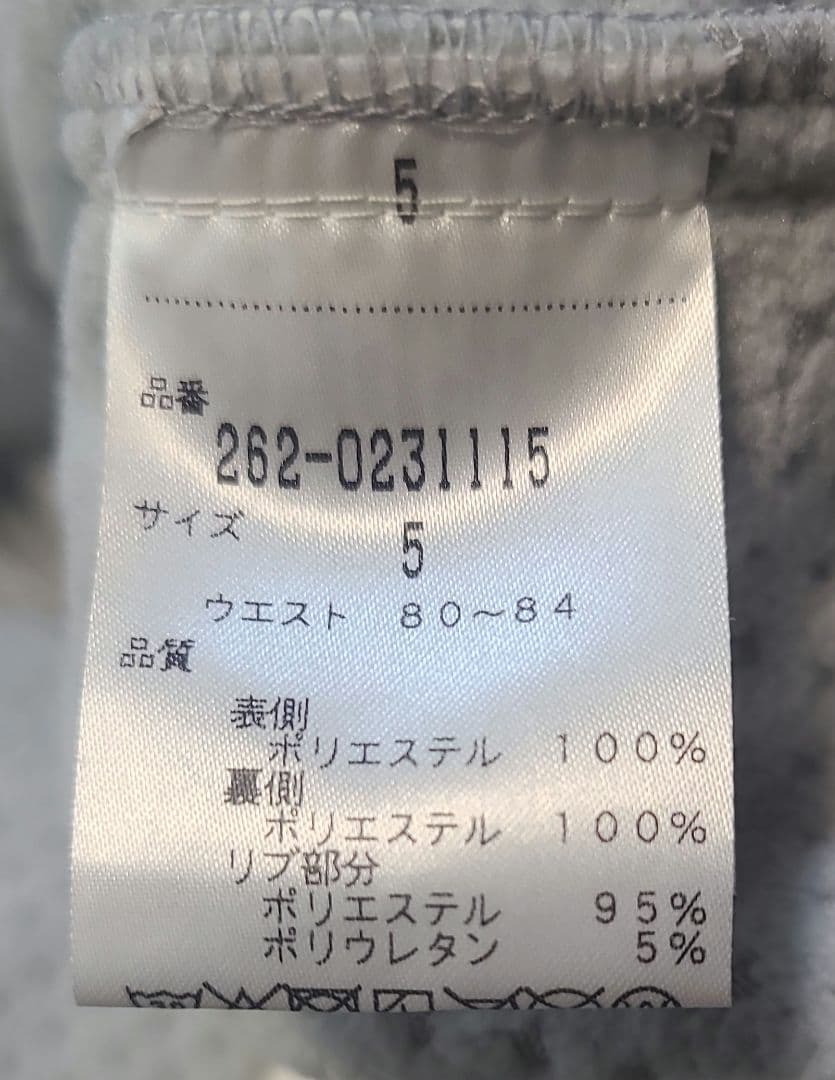 5
品番
262-0231115
サイズ
5
ウエスト 80～84
品質
表側
ポリエステル 100%
裏側
ポリエステル 100%
リブ部分
ポリエステル 95%
ポリウレタン 5%